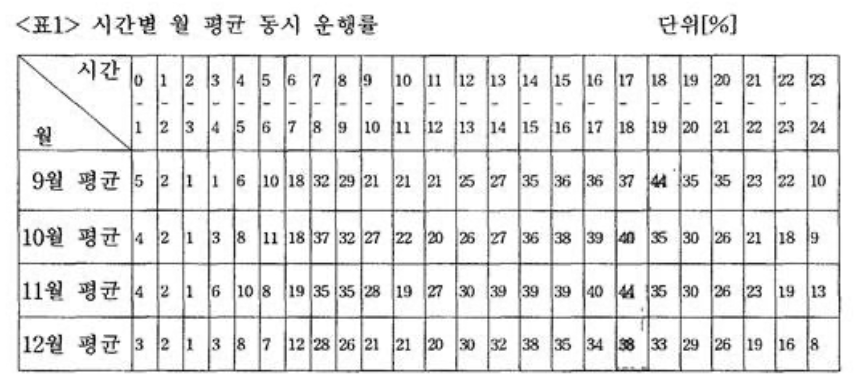 <표1> 시간별 월 평균 동시 운행률 단위[%]
시간 0-1 1-2 2-3 3-4 4-5 5-6 6-7 7-8 8-9 9-10 10-11 11-12 12-13 13-14 14-15 15-16 16-17 17-18 18-19 19-20 20-21 21-22 22-23 23-24
월
9월 평균 5 2 1 1 6 10 18 32 29 21 21 21 25 27 35 36 36 37 44 35 35 23 22 10
10월 평균 4 2 1 3 8 11 18 37 32 27 22 20 26 27 36 38 39 40 35 30 26 21 18 9
11월 평균 4 2 1 6 10 8 19 35 35 28 19 27 30 39 39 39 40 44 35 30 26 23 19 13
12월 평균 3 2 1 3 8 7 12 28 26 21 21 20 30 32 38 35 34 38 33 29 26 19 16 8